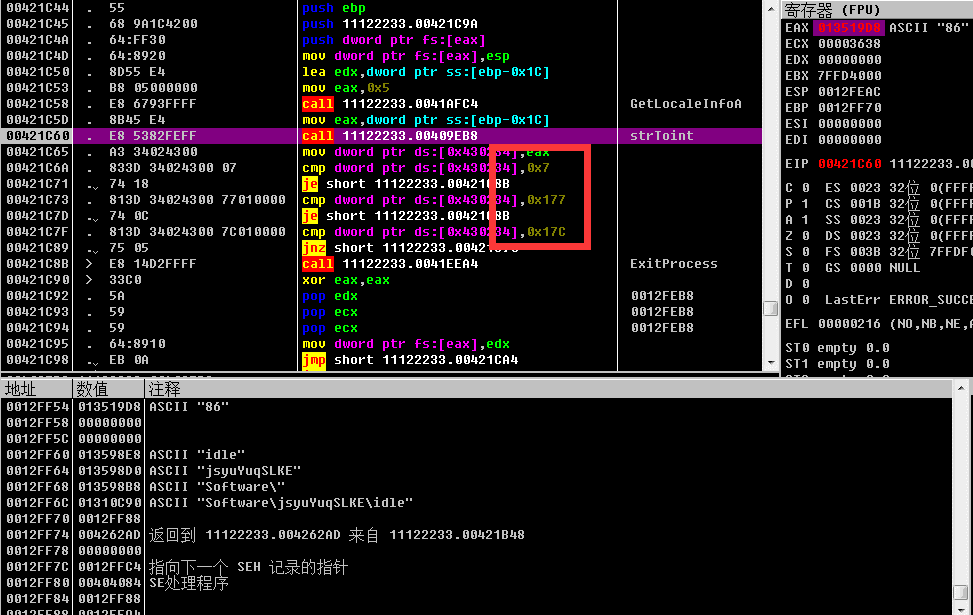 00421C44 . 55 push ebp
00421C45 . 68 9A1C4200 push 11122233.00421C9A
00421C4A . 64:FF30 push dword ptr fs:[eax]
00421C4D . 64:8920 mov dword ptr fs:[eax],esp
00421C50 . 8D55 E4 lea edx,dword ptr ss:[ebp-0x1C]
00421C53 . B8 05000000 mov eax,0x5
00421C58 . E8 6793FFFF call 11122233.0041AFC4 GetLocaleInfoA
00421C5D . 8B45 E4 mov eax,dword ptr ss:[ebp-0x1C]
00421C60 . E8 5382FEFF call 11122233.00409EB8 strToint
00421C65 . A3 34024300 mov dword ptr ds:[0x430234],eax
00421C6A . 833D 34024300 07 cmp dword ptr ds:[0x430234],0x7
00421C71 . 74 18 je short 11122233.00421C8B
00421C73 . 813D 34024300 77010000 cmp dword ptr ds:[0x430234],0x177
00421C7D . 74 0C je short 11122233.00421C8B
00421C7F . 813D 34024300 7C010000 cmp dword ptr ds:[0x430234],0x17C
00421C89 . 75 05 jnz short
00421C8B > E8 14D2FFFF call 11122233.0041EEA4 ExitProcess
00421C90 > 33C0 xor eax,eax
00421C92 . 5A pop edx 0012FEB8
00421C93 . 59 pop ecx 0012FEB8
00421C94 . 59 pop ecx 0012FEB8
00421C95 . 64:8910 mov dword ptr fs:[eax],edx
00421C98 . EB 0A jmp short 11122233.00421CA4
寄存器 (FPU)
EAX 013519D8 ASCII "86"
ECX 00003638
EDX 00000000
EBX 7FFD4000
ESP 0012FEAC
EBP 0012FF70
ESI 00000000
EDI 00000000
EIP 00421C60 11122233.00
C 0 ES 0023 32位 0(FFFF
P 1 CS 001B 32位 0(FFFF
A 1 SS 0023 32位 0(FFFF
Z 0 DS 0023 32位 0(FFFF
S 0 FS 003B 32位 7FFDF0
T 0 GS 0000 NULL
D 0
O 0 LastErr ERROR_SUCCE
EFL 00000216 (NO,NB,NE,A
ST0 empty 0.0
ST1 empty 0.0
地址 数值 注释
0012FF54 013519D8 ASCII "86"
0012FF58 00000000
0012FF5C 00000000
0012FF60 013598E8 ASCII "idle"
0012FF64 013598D0 ASCII "jsyuYuqSLKE"
0012FF68 013598B8 ASCII "Software\"
0012FF6C 01310C90 ASCII "Software\jsyuYuqSLKE\idle"
0012FF70 0012FF88
0012FF74 004262AD 返回到 11122233.004262AD 来自 11122233.00421B48
0012FF78 00000000
0012FF7C 0012FFC4 指向下一个 SEH 记录的指针
0012FF80 00404084 SE处理程序
0012FF84 0012FF88